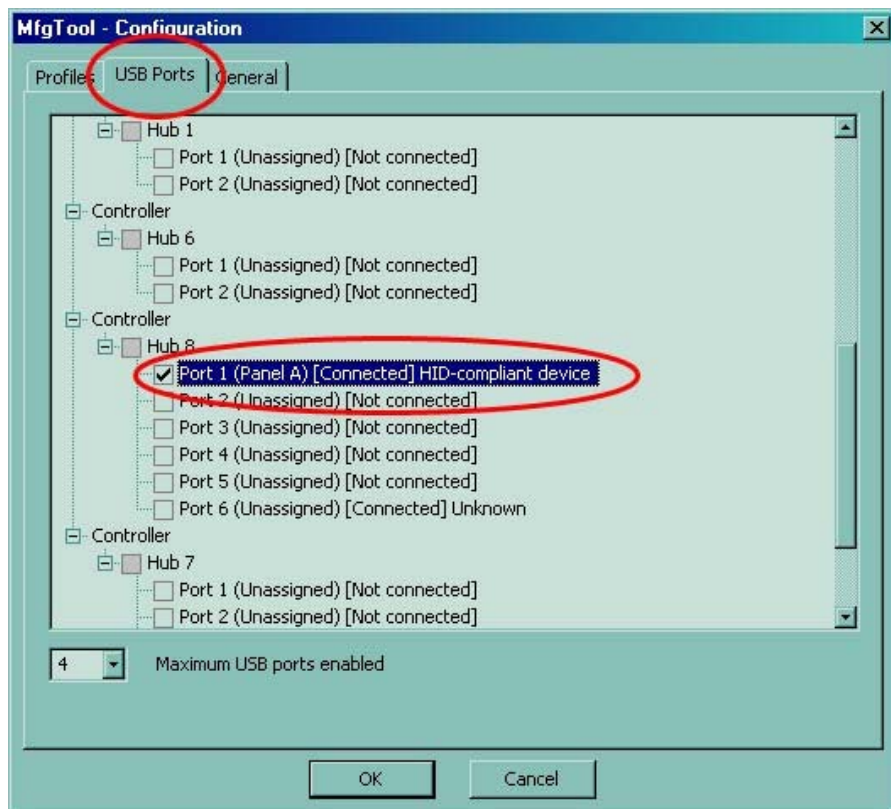 MfgTool - Configuration
Profiles
USB Ports
General
Hub 1
Port 1 (Unassigned) [Not connected]
Port 2 (Unassigned) [Not connected]
Controller
Hub 6
Port 1 (Unassigned) [Not connected]
Port 2 (Unassigned) [Not connected]
Controller
Hub 8
Port 1 (Panel A) [Connected] HID-compliant device
Port 2 (Unassigned) [Not connected]
Port 3 (Unassigned) [Not connected]
Port 4 (Unassigned) [Not connected]
Port 5 (Unassigned) [Not connected]
Port 6 (Unassigned) [Connected] Unknown
Controller
Hub 7
Port 1 (Unassigned) [Not connected]
Port 2 (Unassigned) [Not connected]
4 Maximum USB ports enabled
OK
Cancel